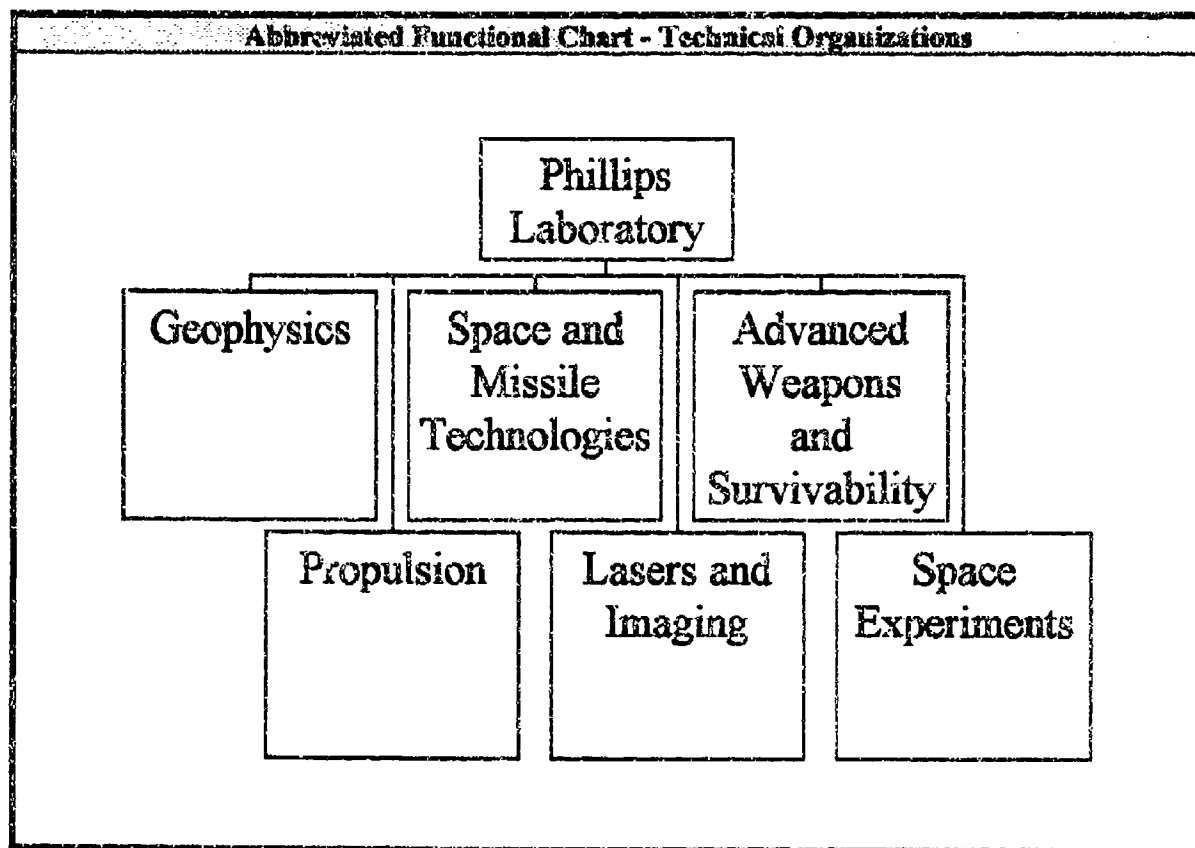 Abbreviated Functional Chart - Technical Organizations
Phillips
Laboratory
Geophysics
Space and
Missile
Technologies
Advanced
Weapons
and
Survivability
Propulsion
Lasers and
Imaging
Space
Experiments